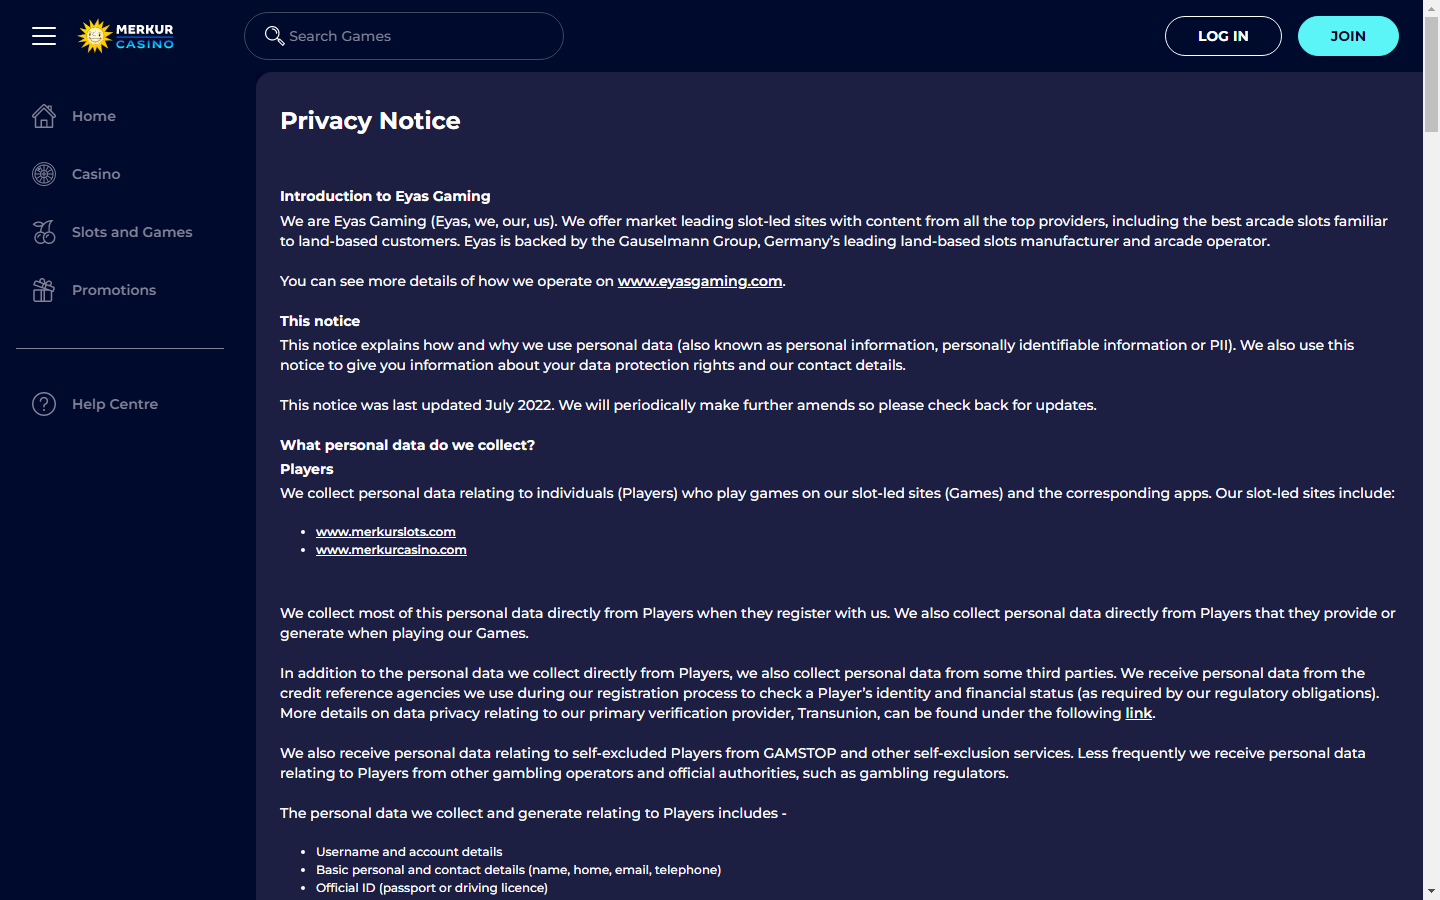 MERKUR
CASINO
Search Games
LOG IN
JOIN
Home
Casino
Slots and Games
Promotions
Help Centre
Privacy Notice
Introduction to Eyas Gaming
We are Eyas Gaming (Eyas, we, our, us). We offer market leading slot-led sites with content from all the top providers, including the best arcade slots familiar
to land-based customers. Eyas is backed by the Gauselmann Group, Germany's leading land-based slots manufacturer and arcade operator.
You can see more details of how we operate on www.eyasgaming.com.
This notice
This notice explains how and why we use personal data (also known as personal information, personally identifiable information or PII). We also use this
notice to give you information about your data protection rights and our contact details.
This notice was last updated July 2022. We will periodically make further amends so please check back for updates.
What personal data do we collect?
Players
We collect personal data relating to individuals (Players) who play games on our slot-led sites (Games) and the corresponding apps. Our slot-led sites include:
• www.merkurslots.com
• www.merkurcasino.com
We collect most of this personal data directly from Players when they register with us. We also collect personal data directly from Players that they provide or
generate when playing our Games.
In addition to the personal data we collect directly from Players, we also collect personal data from some third parties. We receive personal data from the
credit reference agencies we use during our registration process to check a Player's identity and financial status (as required by our regulatory obligations).
More details on data privacy relating to our primary verification provider, Transunion, can be found under the following link.
We also receive personal data relating to self-excluded Players from GAMSTOP and other self-exclusion services. Less frequently we receive personal data
relating to Players from other gambling operators and official authorities, such as gambling regulators.
The personal data we collect and generate relating to Players includes -
• Username and account details
• Basic personal and contact details (name, home, email, telephone)
• Official ID (passport or driving licence)